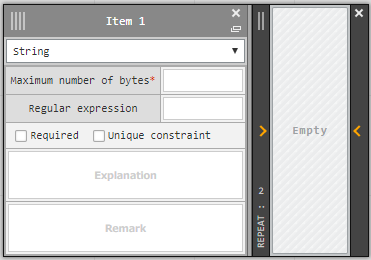 Item 1
String
Maximum number of bytes*
Regular expression
Required
Unique constraint
Explanation
Remark
REPEAT : 2
Empty